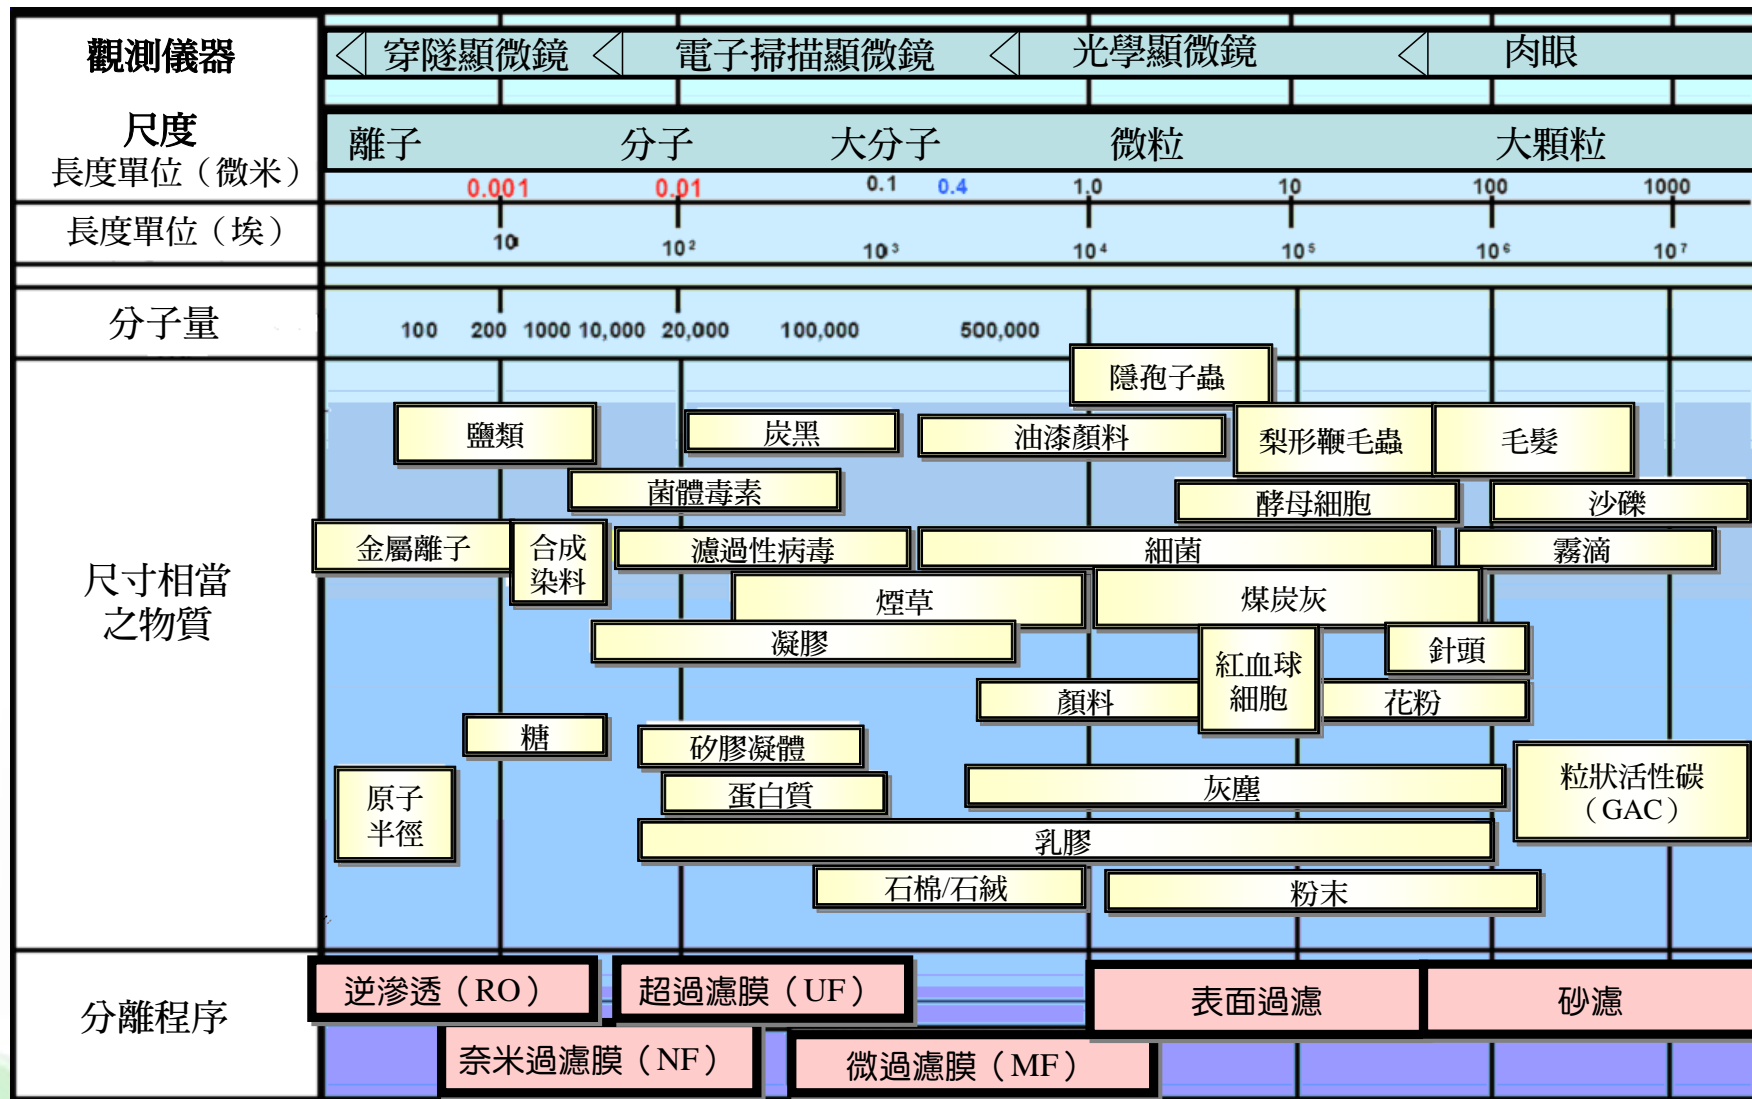 觀測儀器
穿隧顯微鏡 電子掃描顯微鏡 光學顯微鏡 肉眼
尺度
長度單位（微米）
離子 分子 大分子 微粒 大顆粒
0.001 0.01 0.1 0.4 1.0 10 100 1000
長度單位（埃）
10 10² 10³ 10⁴ 10⁵ 10⁶ 10⁷
分子量
100 200 1000 10,000 20,000 100,000 500,000
尺寸相當
之物質
隱孢子蟲
鹽類 炭黑 油漆顏料 梨形鞭毛蟲 毛髮
菌體毒素 酵母細胞 沙礫
金屬離子
合成
染料
濾過性病毒 細菌 霧滴
煙草 煤炭灰
凝膠
紅血球
細胞
針頭
顏料 花粉
糖 矽膠凝體
原子
半徑
蛋白質 灰塵
粒狀活性碳
（GAC）
乳膠
石棉/石絨 粉末
分離程序
逆滲透（RO） 超過濾膜（UF） 表面過濾 砂濾
奈米過濾膜（NF） 微過濾膜（MF）